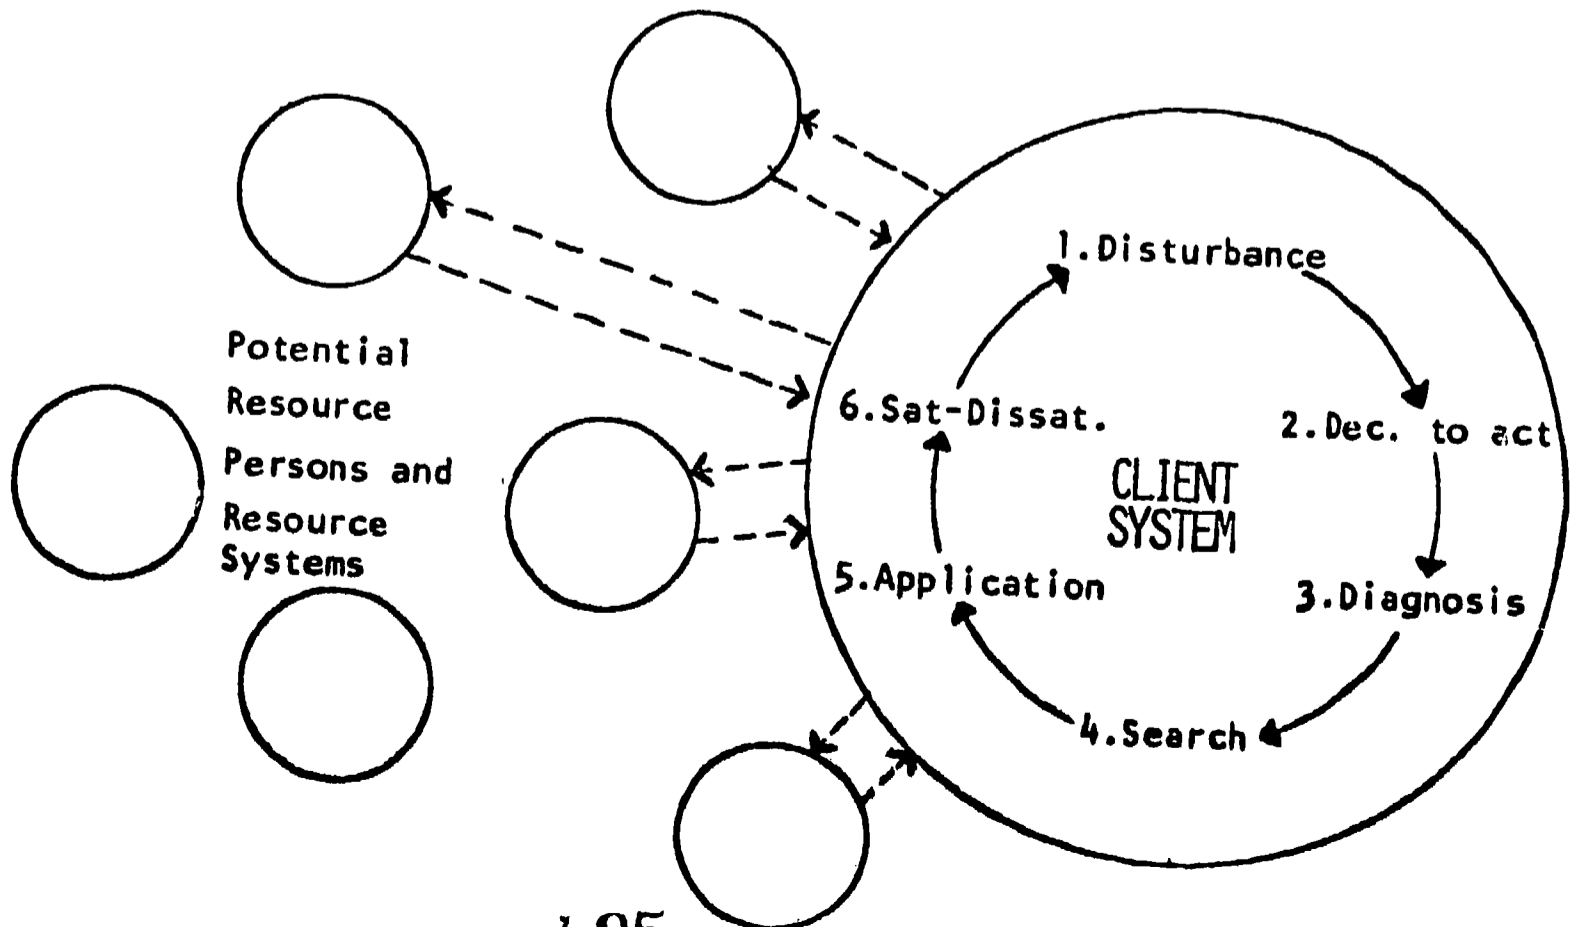 1.Disturbance
2.Dec. to act
3.Diagnosis
4.Search
5.Application
6.Sat-Dissat.
CLIENT
SYSTEM
Potential
Resource
Persons and
Resource
Systems